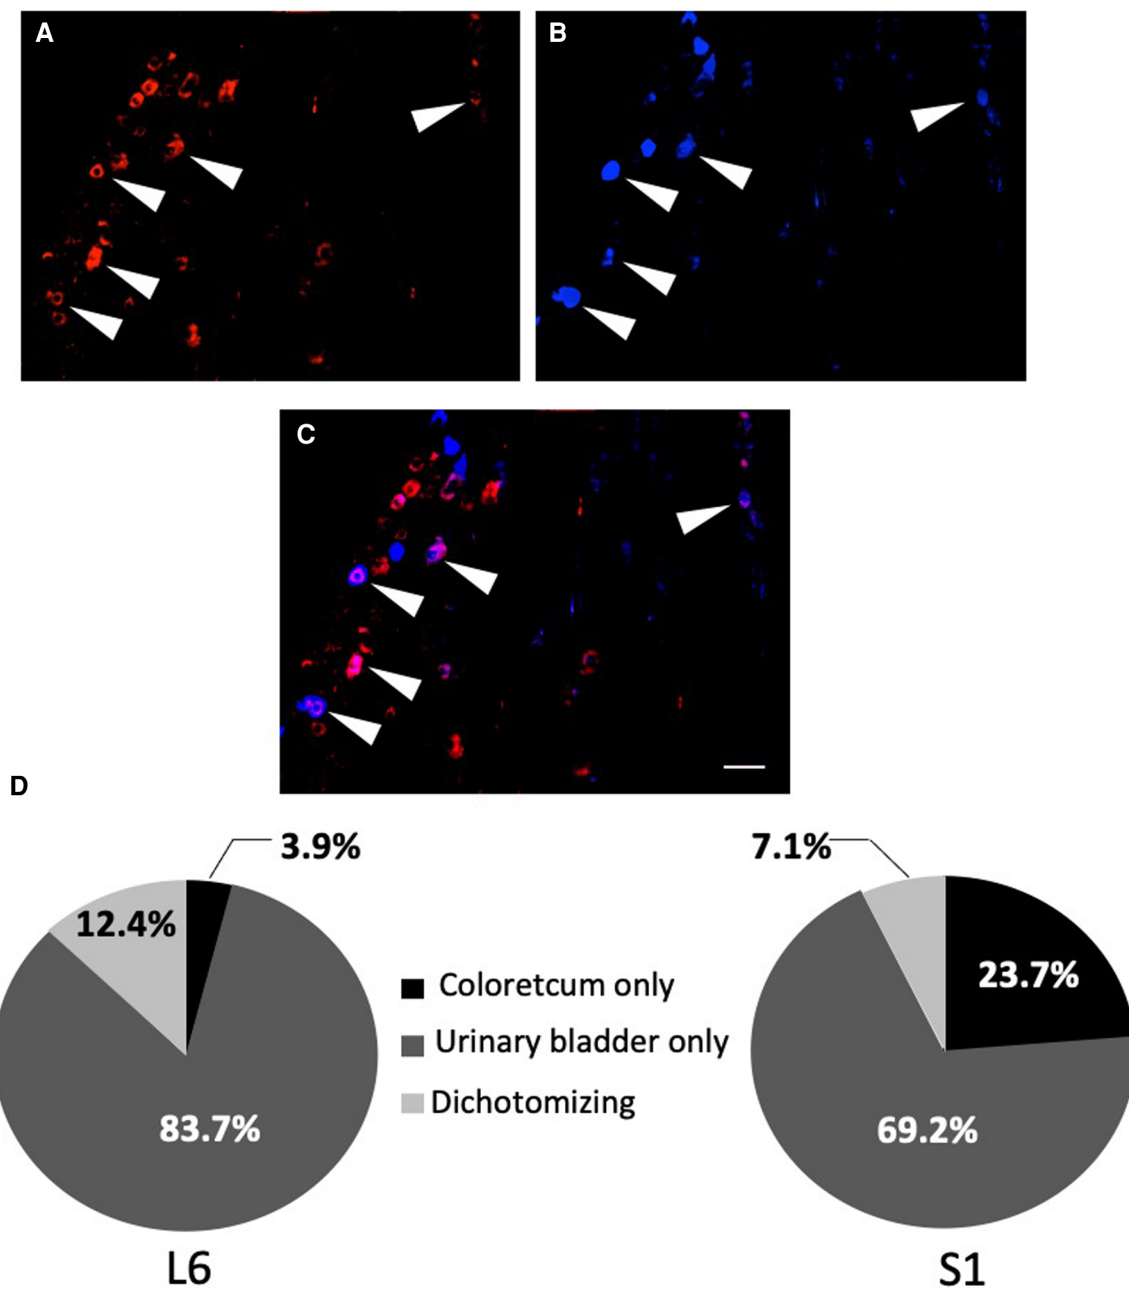 A
B
C
D
3.9%
7.1%
12.4%
23.7%
Coloretcum only
Urinary bladder only
Dichotomizing
83.7%
69.2%
L6
S1